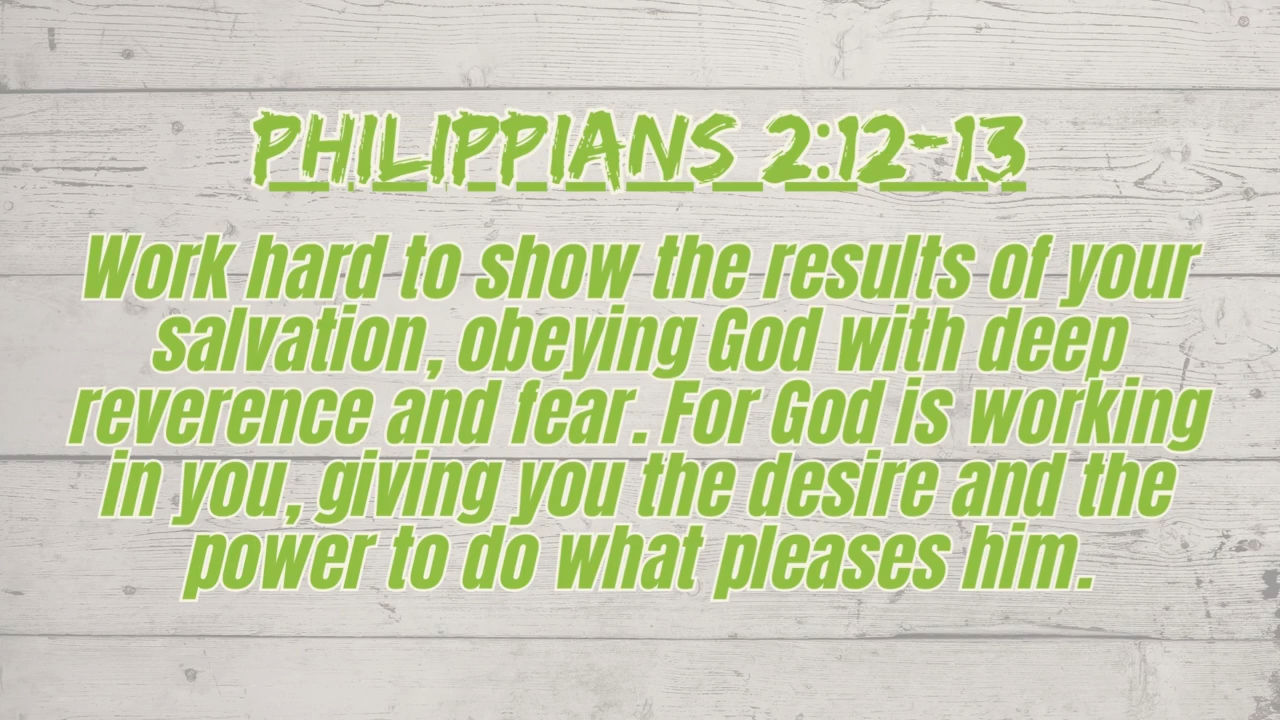 PHILIPPIANS 2:12-13
Work hard to show the results of your
salvation, obeying God with deep
reverence and fear. For God is working
in you, giving you the desire and the
power to do what pleases him.